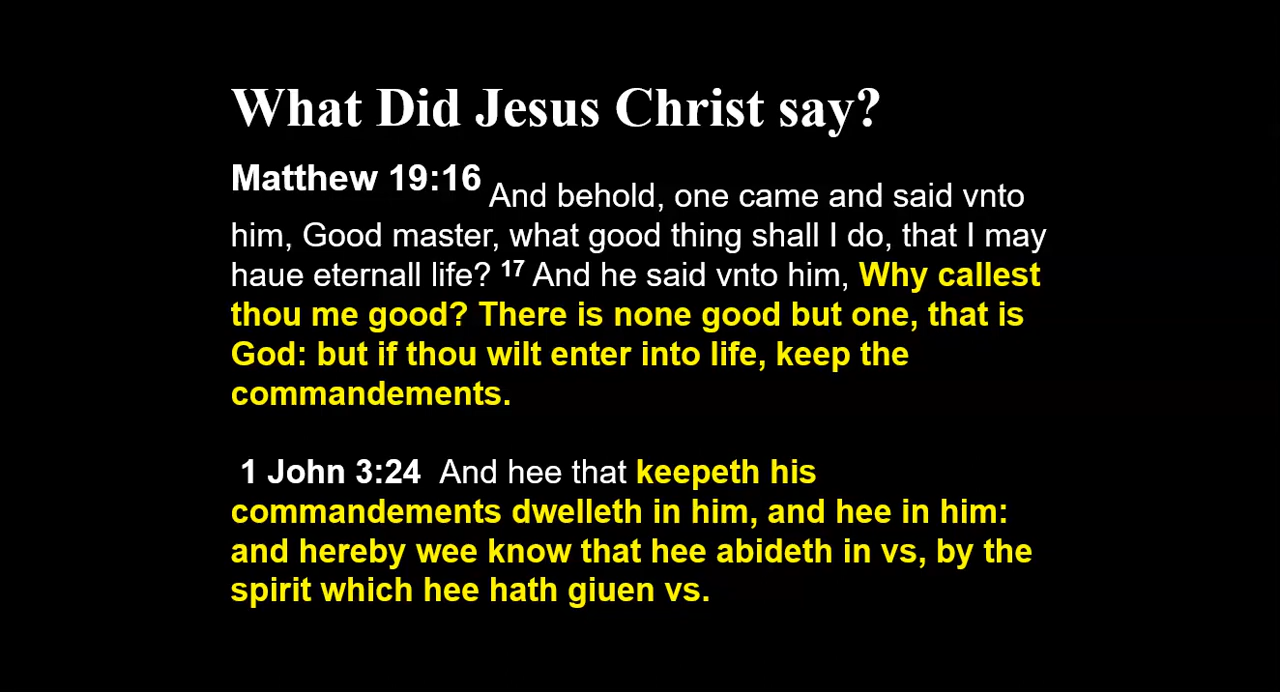 What Did Jesus Christ say?
Matthew 19:16 And behold, one came and said vnto
him, Good master, what good thing shall I do, that I may
haue eternall life? 17 And he said vnto him, Why callest
thou me good? There is none good but one, that is
God: but if thou wilt enter into life, keep the
commandements.
1 John 3:24 And hee that keepeth his
commandements dwelleth in him, and hee in him:
and hereby wee know that hee abideth in vs, by the
spirit which hee hath giuen vs.